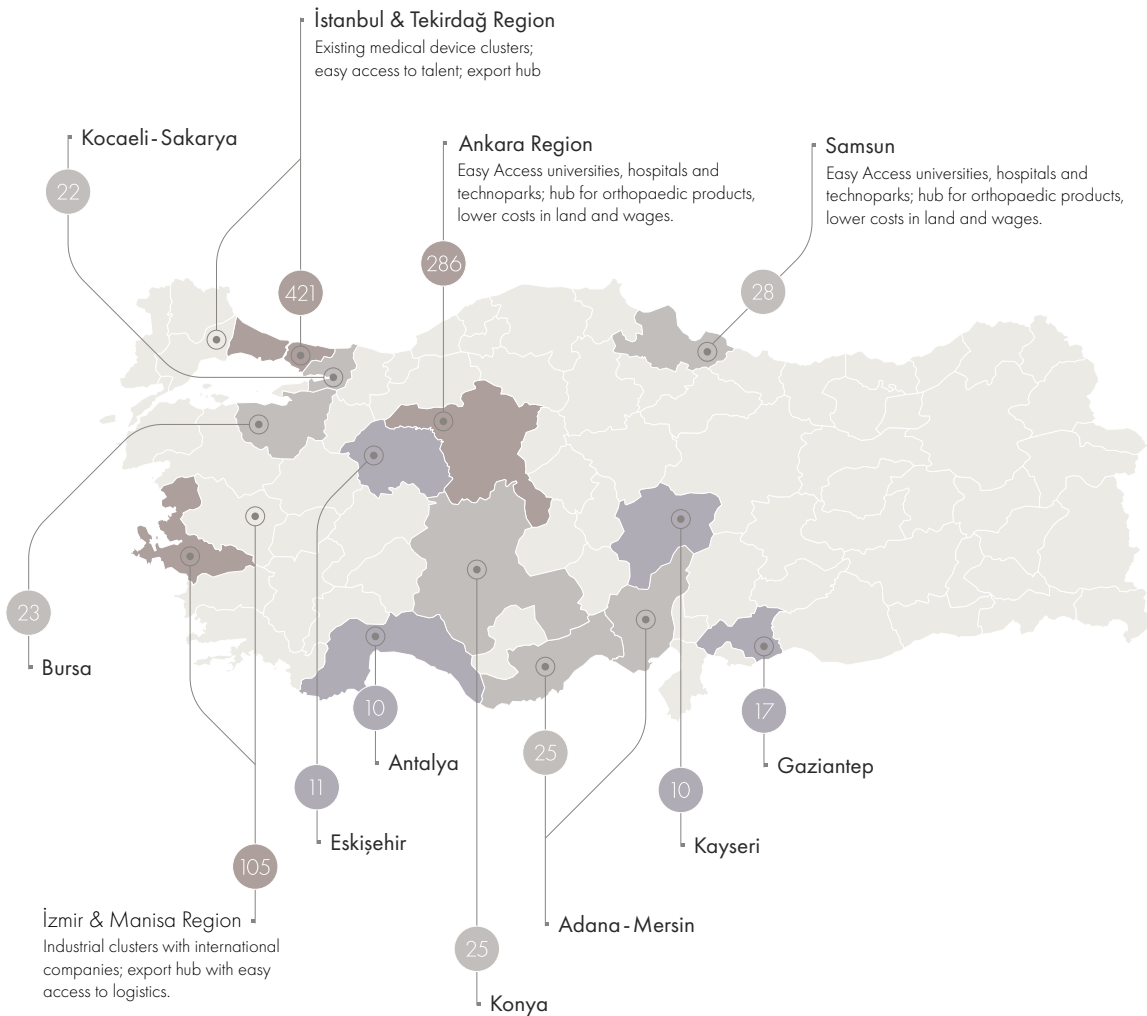 İstanbul & Tekirdağ Region
Existing medical device clusters;
easy access to talent; export hub
Kocaeli-Sakarya
22
421
Ankara Region
Easy Access universities, hospitals and
technoparks; hub for orthopaedic products,
lower costs in land and wages.
286
Samsun
Easy Access universities, hospitals and
technoparks; hub for orthopaedic products,
lower costs in land and wages.
28
23
Bursa
10
Antalya
11
Eskişehir
25
Adana-Mersin
17
Gaziantep
10
Kayseri
105
İzmir & Manisa Region
Industrial clusters with international
companies; export hub with easy
access to logistics.
25
Konya